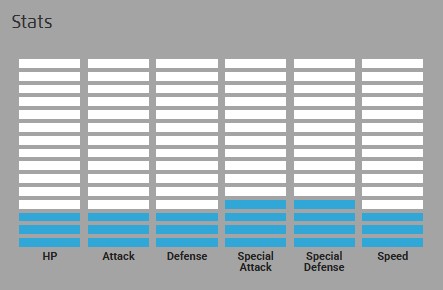 Stats
HP
Attack
Defense
Special
Attack
Special
Defense
Speed